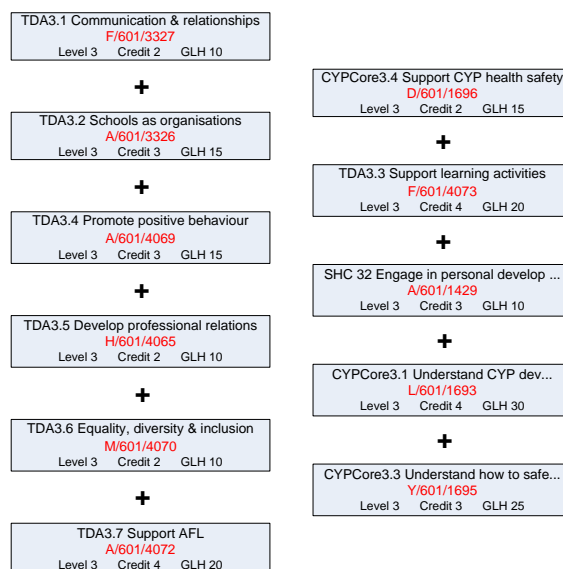 TDA3.1 Communication & relationships
F/601/3327
Level 3 Credit 2 GLH 10
+
TDA3.2 Schools as organisations
A/601/3326
Level 3 Credit 3 GLH 15
+
TDA3.4 Promote positive behaviour
A/601/4069
Level 3 Credit 3 GLH 15
+
TDA3.5 Develop professional relations
H/601/4065
Level 3 Credit 2 GLH 10
+
TDA3.6 Equality, diversity & inclusion
M/601/4070
Level 3 Credit 2 GLH 10
+
TDA3.7 Support AFL
A/601/4072
Level 3 Credit 4 GLH 20
CYPCore3.4 Support CYP health safety
D/601/1696
Level 3 Credit 2 GLH 15
+
TDA3.3 Support learning activities
F/601/4073
Level 3 Credit 4 GLH 20
+
SHC 32 Engage in personal develop ...
A/601/1429
Level 3 Credit 3 GLH 10
+
CYPCore3.1 Understand CYP dev...
L/601/1693
Level 3 Credit 4 GLH 30
+
CYPCore3.3 Understand how to safe...
Y/601/1695
Level 3 Credit 3 GLH 25